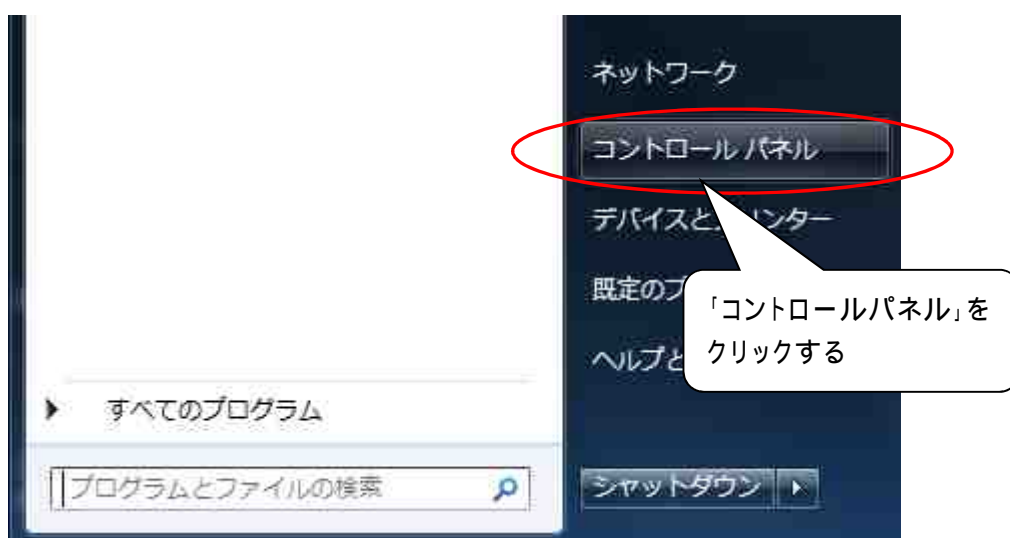 ネットワーク
コントロール パネル
デバイスと
ンター
既定のプ
ヘルプと
「コントロールパネル」を
クリックする
すべてのプログラム
プログラムとファイルの検索
シャットダウン